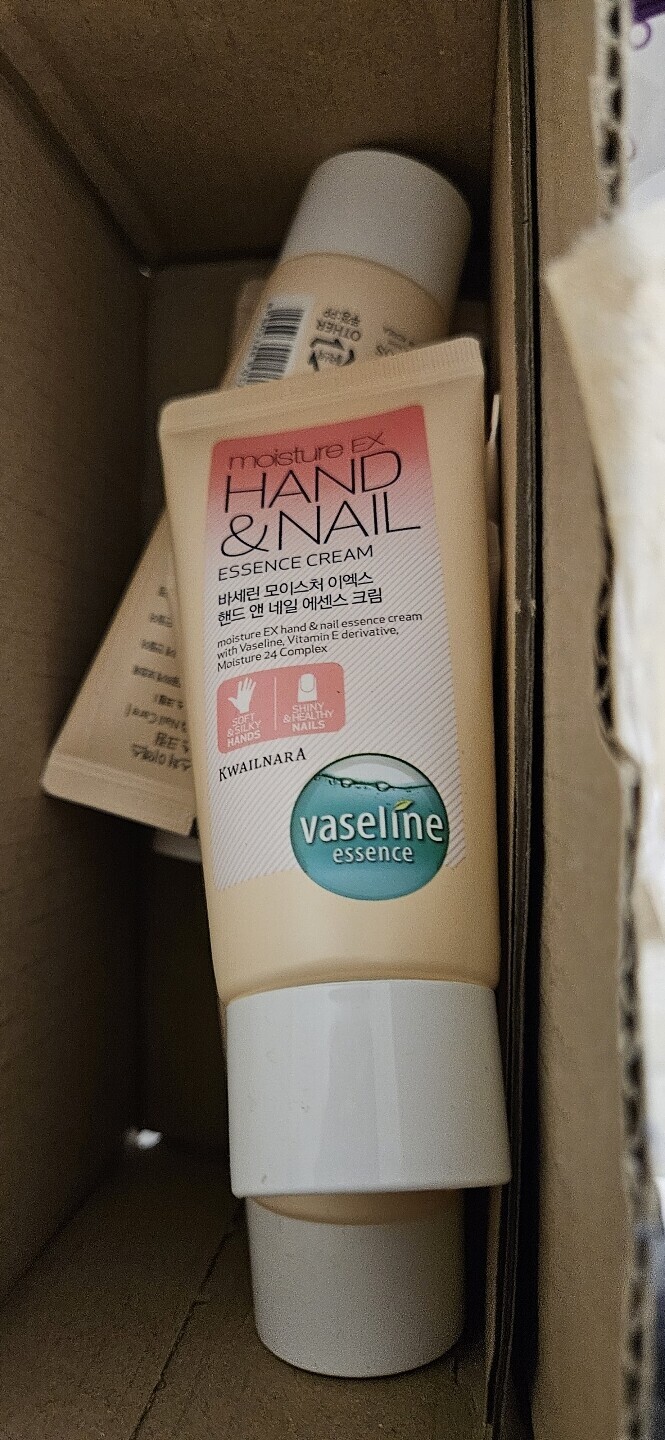 OTHER
moisture EX
HAND
&NAIL
ESSENCE CREAM
바세린 모이스처 이엑스
핸드 앤 네일 에센스 크림
moisture EX hand & nail essence cream
with Vaseline, Vitamin E derivative,
Moisture 24 Complex
SOFT
& SILKY
HANDS
SHINY
& HEALTHY
NAILS
KWAILNARA
vaseline
essence